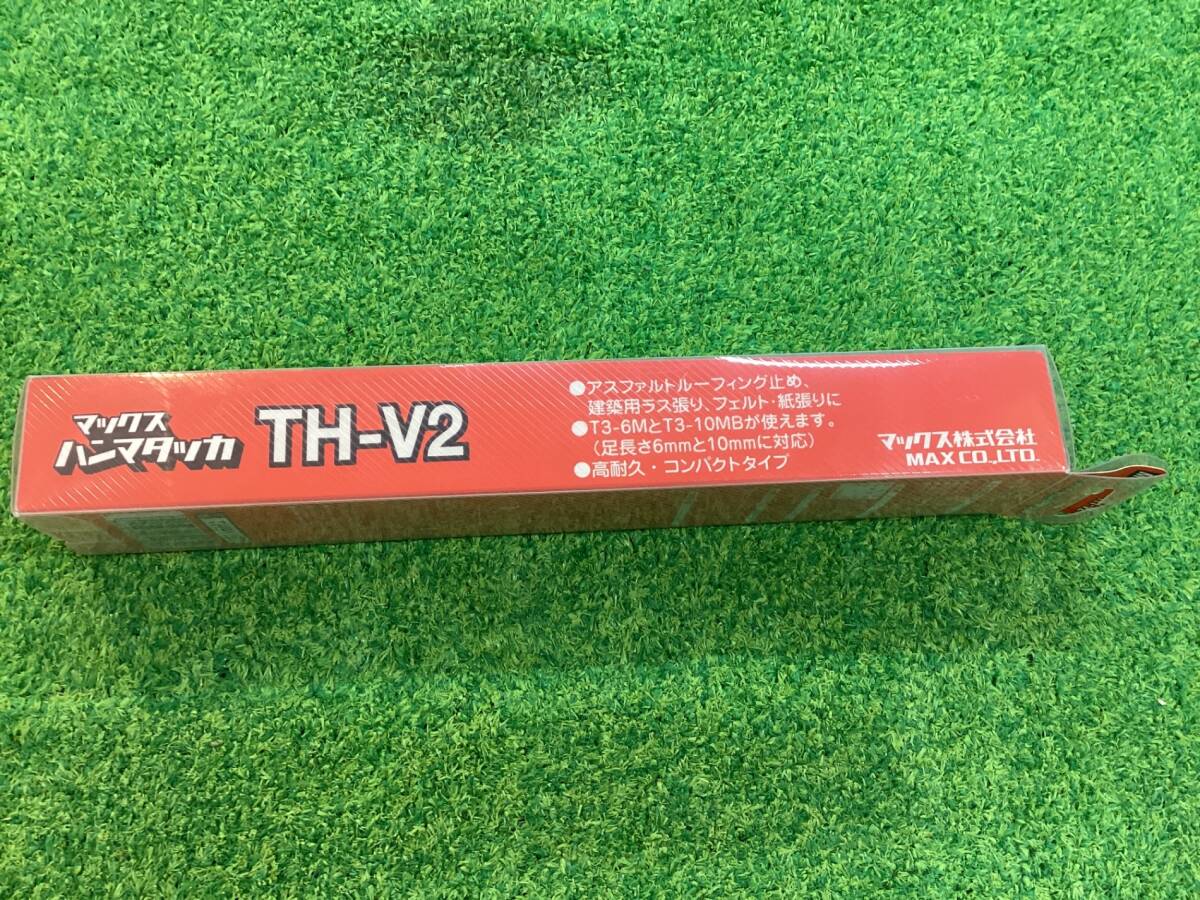 マックス
ハンマタッカ
TH-V2
●アスファルトルーフィング止め、
建築用ラス張り、フェルト・紙張りに
●T3-6MとT3-10MBが使えます。
(足長さ6mmと10mmに対応)
●高耐久・コンパクトタイプ
マックス株式会社
MAX CO.,LTD.